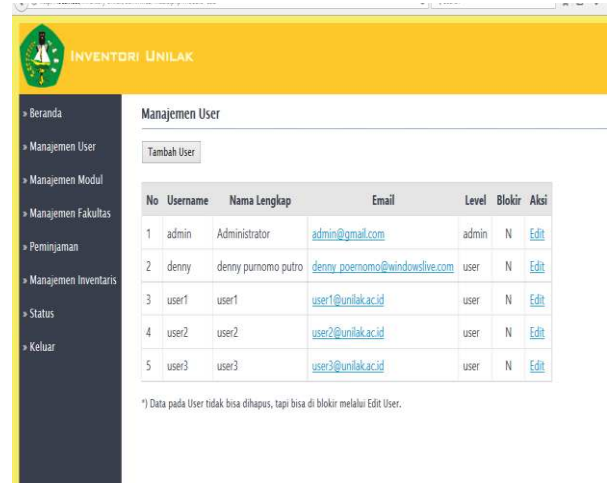 INVENTORI UNILAK
» Beranda
» Manajemen User
» Manajemen Modul
» Manajemen Fakultas
» Peminjaman
» Manajemen Inventaris
» Status
» Keluar
Manajemen User
Tambah User
No Username Nama Lengkap Email Level Blokir Aksi
1 admin Administrator admin@gmail.com admin N Edit
2 denny denny purnomo putro denny_poernomo@windowslive.com user N Edit
3 user1 user1 user1@unilak.ac.id user N Edit
4 user2 user2 user2@unilak.ac.id user N Edit
5 user3 user3 user3@unilak.ac.id user N Edit
*) Data pada User tidak bisa dihapus, tapi bisa di blokir melalui Edit User.